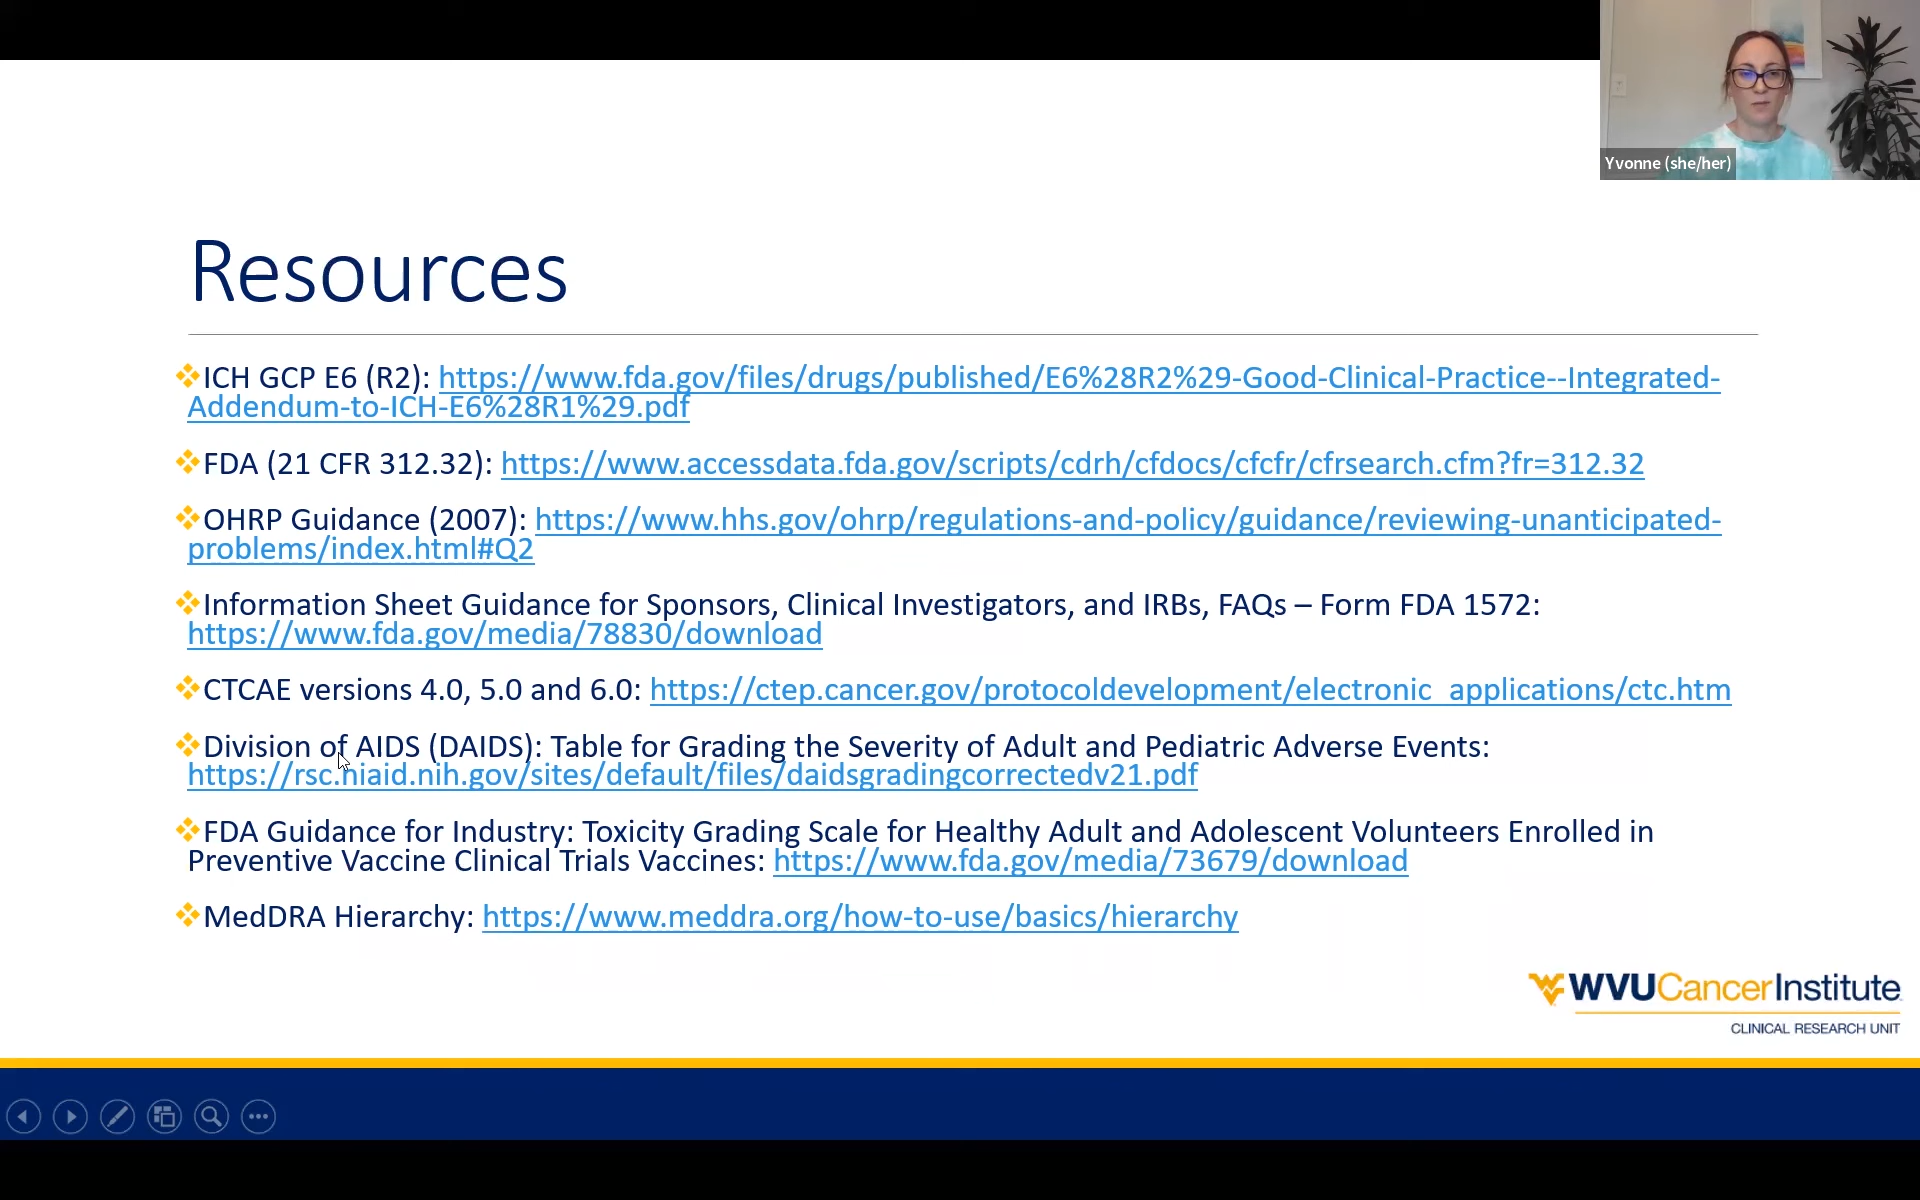 Yvonne (she/her)
Resources
ICH GCP E6 (R2): https://www.fda.gov/files/drugs/published/E6%28R2%29-Good-Clinical-Practice--Integrated-
Addendum-to-ICH-E6%28R1%29.pdf
FDA (21 CFR 312.32): https://www.accessdata.fda.gov/scripts/cdrh/cfdocs/cfcfr/cfrsearch.cfm?fr=312.32
OHRP Guidance (2007): https://www.hhs.gov/ohrp/regulations-and-policy/guidance/reviewing-unanticipated-
problems/index.html#Q2
Information Sheet Guidance for Sponsors, Clinical Investigators, and IRBs, FAQs – Form FDA 1572:
https://www.fda.gov/media/78830/download
CTCAE versions 4.0, 5.0 and 6.0: https://ctep.cancer.gov/protocoldevelopment/electronic_applications/ctc.htm
Division of AIDS (DAIDS): Table for Grading the Severity of Adult and Pediatric Adverse Events:
https://rsc.niaid.nih.gov/sites/default/files/daidsgradingcorrectedv21.pdf
FDA Guidance for Industry: Toxicity Grading Scale for Healthy Adult and Adolescent Volunteers Enrolled in
Preventive Vaccine Clinical Trials Vaccines: https://www.fda.gov/media/73679/download
MedDRA Hierarchy: https://www.meddra.org/how-to-use/basics/hierarchy
WVUCancerInstitute
CLINICAL RESEARCH UNIT